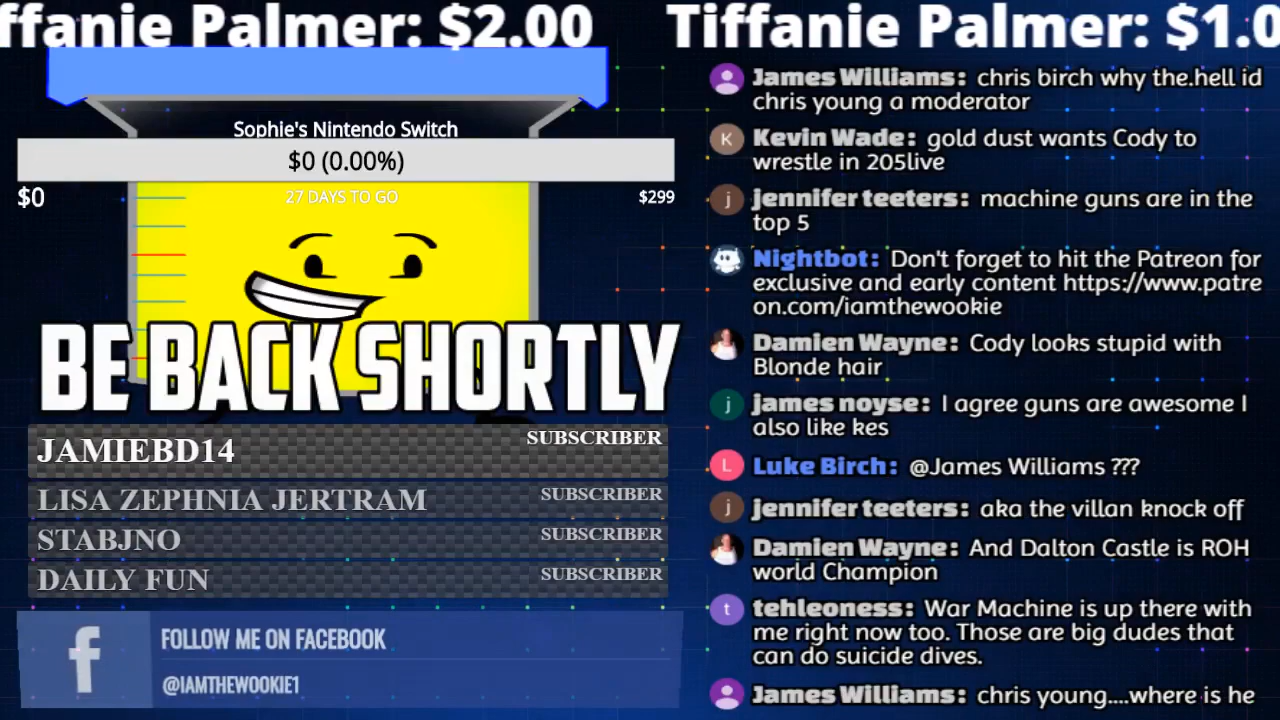 ffanie Palmer: $2.00
Tiffanie Palmer: $1.0
Sophie's Nintendo Switch
$0 (0.00%)
$0
27 DAYS TO GO
$299
BE BACK SHORTLY
JAMIEBD14
SUBSCRIBER
LISA ZEPHNIA JERTRAM
SUBSCRIBER
STABJNO
SUBSCRIBER
DAILY FUN
SUBSCRIBER
f
FOLLOW ME ON FACEBOOK
@IAMTHEWOOKIE1
James Williams: chris birch why the.hell id
chris young a moderator
K
Kevin Wade: gold dust wants Cody to
wrestle in 205live
j
jennifer teeters: machine guns are in the
top 5
Nightbot: Don't forget to hit the Patreon for
exclusive and early content https://www.patre
on.com/iamthewookie
Damien Wayne: Cody looks stupid with
Blonde hair
j
james noyse: I agree guns are awesome I
also like kes
L
Luke Birch: @James Williams ???
j
jennifer teeters: aka the villan knock off
Damien Wayne: And Dalton Castle is ROH
world Champion
t
tehleoness: War Machine is up there with
me right now too. Those are big dudes that
can do suicide dives.
James Williams: chris young....where is he